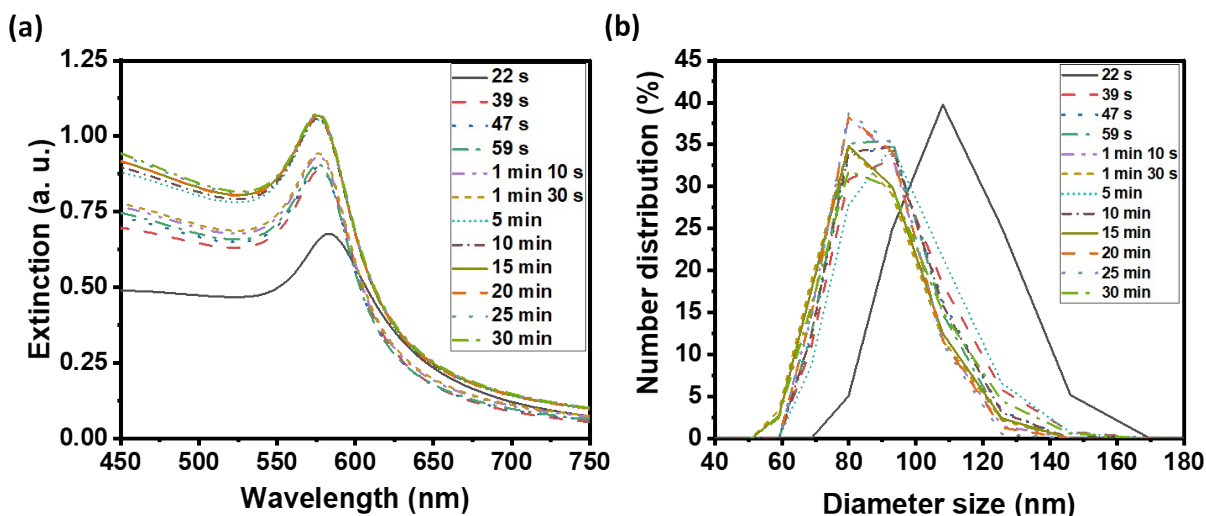 (a)
Extinction (a. u.)
1.25
1.00
0.75
0.50
0.25
0.00
22 s
39 s
47 s
59 s
1 min 10 s
1 min 30 s
5 min
10 min
15 min
20 min
25 min
30 min
450 500 550 600 650 700 750
Wavelength (nm)
(b)
Number distribution (%)
45
40
35
30
25
20
15
10
5
0
22 s
39 s
47 s
59 s
1 min 10 s
1 min 30 s
5 min
10 min
15 min
20 min
25 min
30 min
40 60 80 100 120 140 160 180
Diameter size (nm)